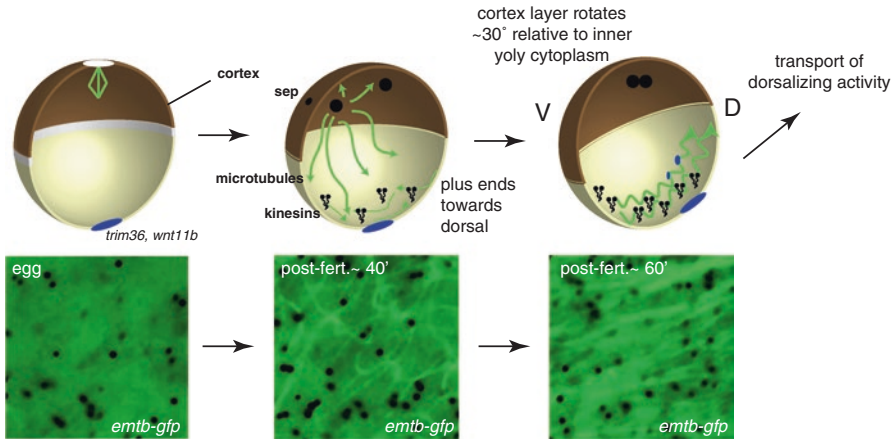 cortex
sep
microtubules
kinesins
trim36, wnt11b
plus ends
towards
dorsal
cortex layer rotates
~30° relative to inner
yoly cytoplasm
V
D
transport of
dorsalizing activity
egg
emtb-gfp
post-fert.~ 40'
emtb-gfp
post-fert.~ 60'
emtb-gfp